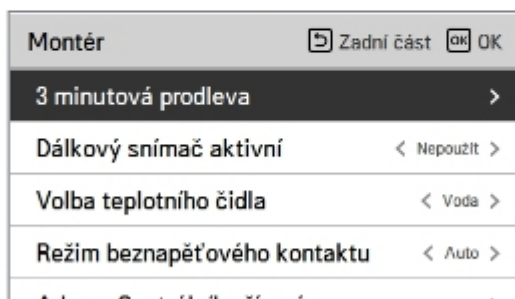 Montér Zadní část OK OK
3 minutová prodleva >
Dálkový snímač aktivní < Nepoužít >
Volba teplotního čidla < Voda >
Režim beznapěťového kontaktu < Auto >